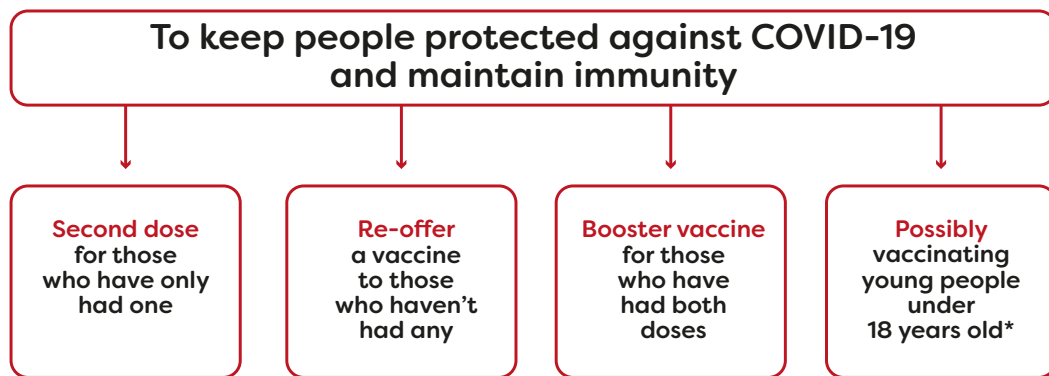 To keep people protected against COVID-19
and maintain immunity
Second dose
for those
who have only
had one
Re-offer
a vaccine
to those
who haven’t
had any
Booster vaccine
for those
who have
had both
doses
Possibly
vaccinating
young people
under
18 years old*